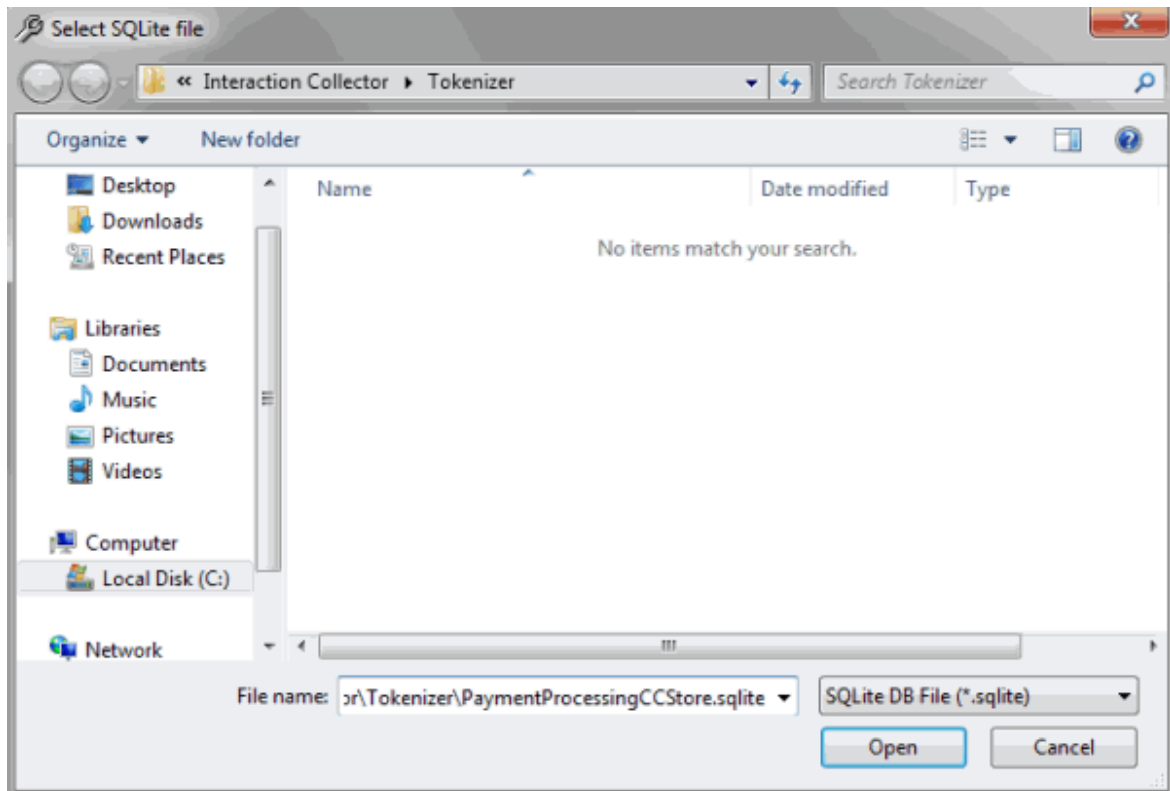 Select SQLite file
« Interaction Collector Tokenizer
Search Tokenizer
Organize
New folder
Desktop
Downloads
Recent Places
Libraries
Documents
Music
Pictures
Videos
Computer
Local Disk (C:)
Network
Name
Date modified
Type
No items match your search.
File name: or\Tokenizer\PaymentProcessingCCStore.sqlite
SQLite DB File (*.sqlite)
Open
Cancel